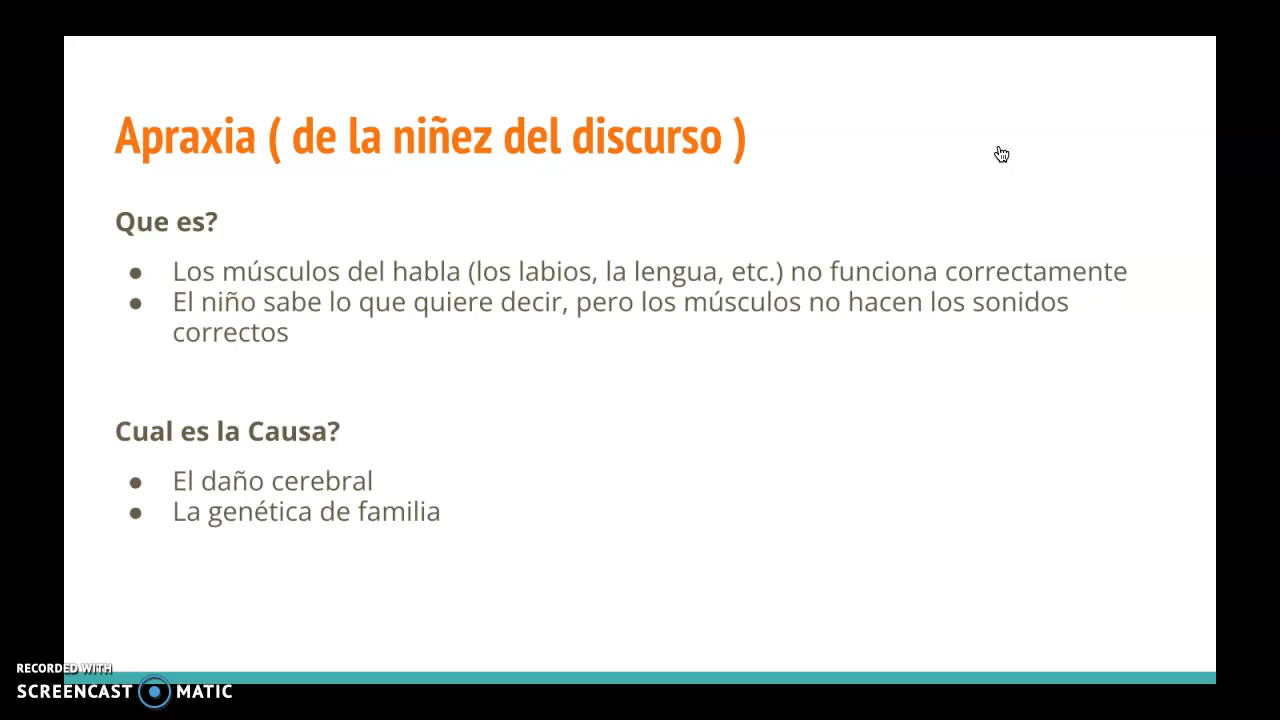 Apraxia ( de la niñez del discurso )
Que es?
● Los músculos del habla (los labios, la lengua, etc.) no funciona correctamente
● El niño sabe lo que quiere decir, pero los músculos no hacen los sonidos
correctos
Cual es la Causa?
● El daño cerebral
● La genética de familia
RECORDED WITH
SCREENCAST MATIC